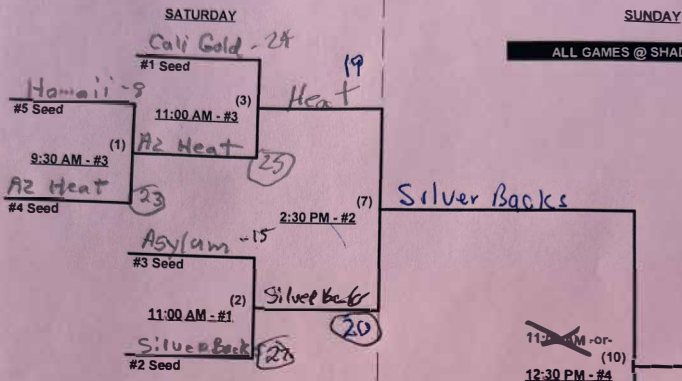 SATURDAY
SUNDAY
Cali Gold - 24
#1 Seed
ALL GAMES @ SHAD
19
Hawaii - 8
#5 Seed
(3)
11:00 AM - #3
Heat
(1)
9:30 AM - #3
AZ Heat
25
AZ Heat
23
#4 Seed
(7)
2:30 PM - #2
Silver Backs
Asylum - 15
#3 Seed
(2)
11:00 AM - #1
Silver Backs
20
Silver Backs
#2 Seed
-or-
(10)
12:30 PM - #4